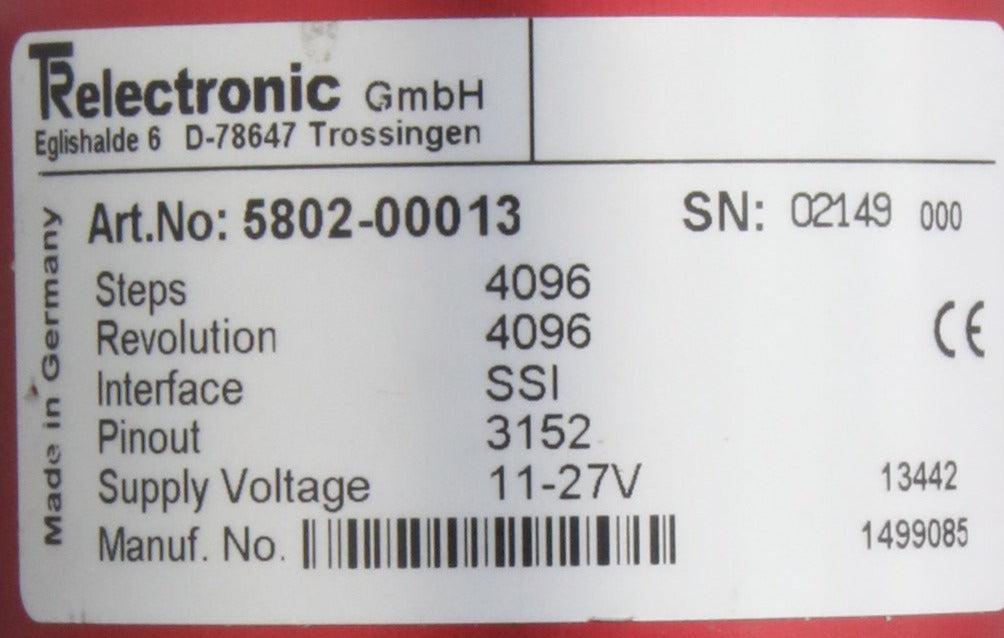 TRelectronic GmbH
Eglishalde 6 D-78647 Trossingen
Made in Germany
Art.No: 5802-00013 SN: 02149 000
Steps 4096
Revolution 4096
CE
Interface SSI
Pinout 3152
Supply Voltage 11-27V 13442
Manuf. No. 1499085